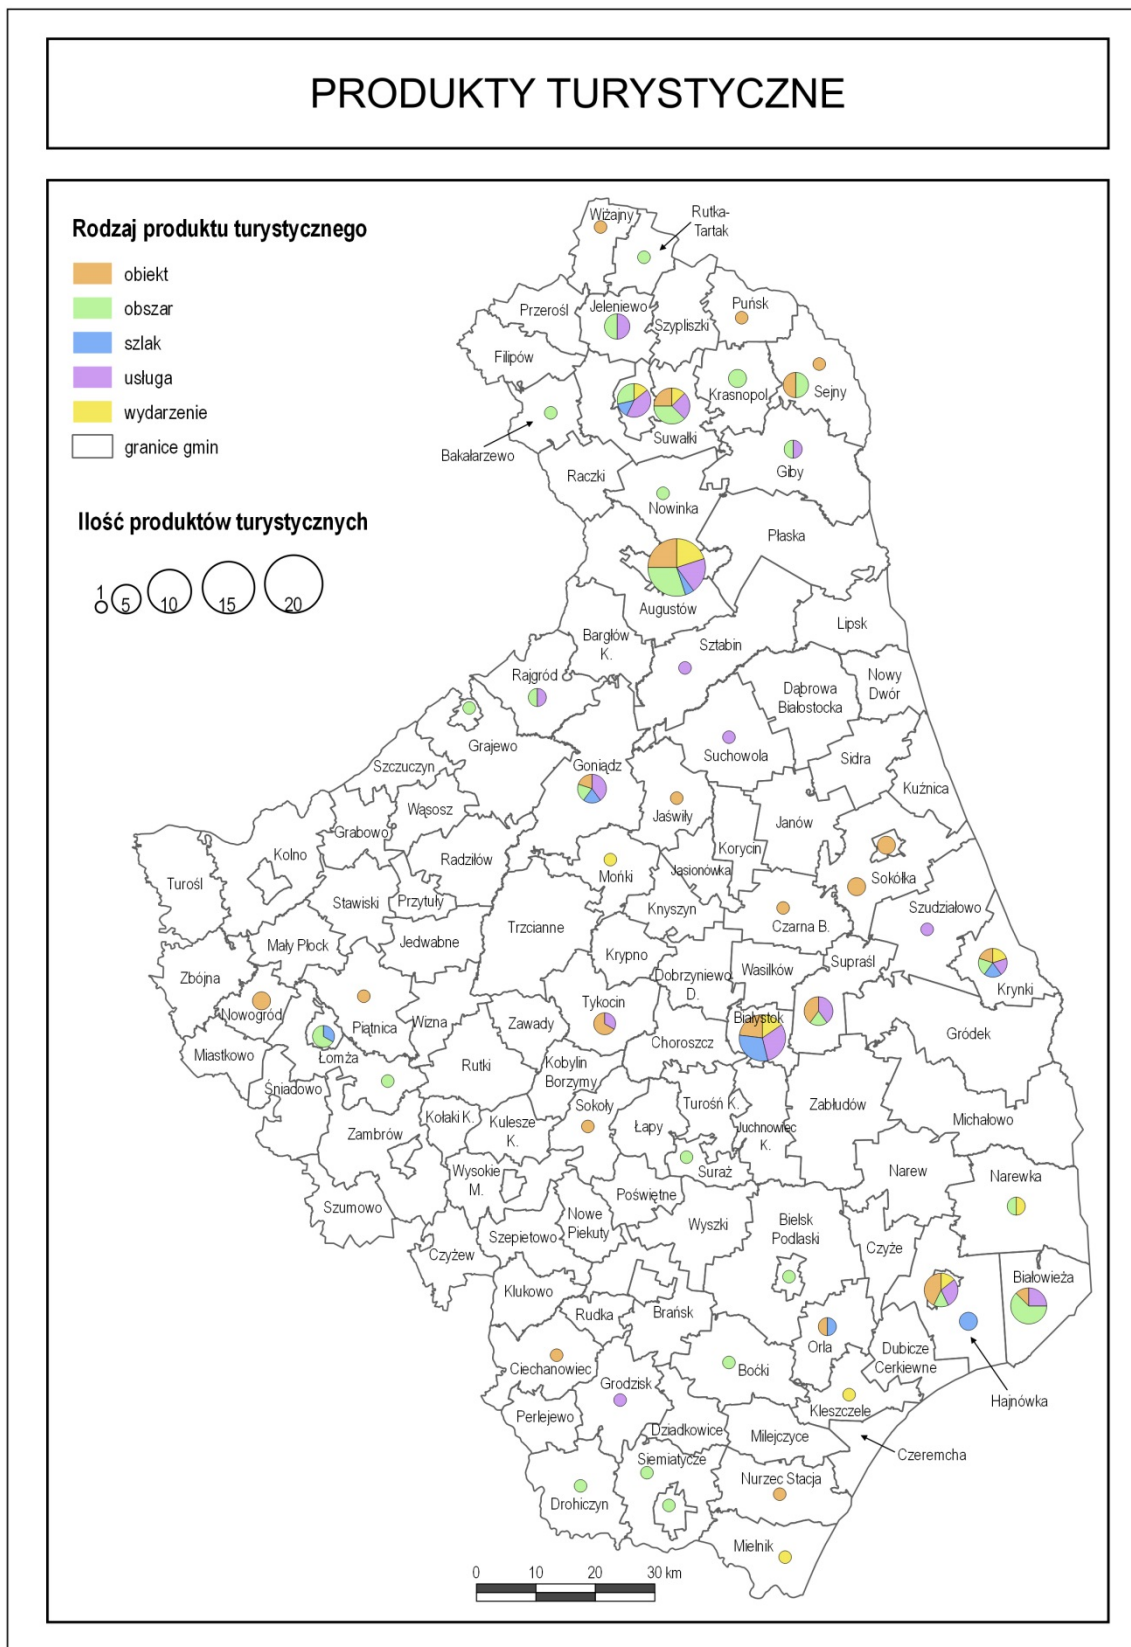 PRODUKTY TURYSTYCZNE
Rodzaj produktu turystycznego
obiekt
obszar
szlak
usługa
wydarzenie
granice gmin
Ilość produktów turystycznych
1
5
10
15
20
Wiżajny
Rutka-
Tartak
Przerośl
Jeleniewo
Szypliszki
Puńsk
Filipów
Krasnopol
Sejny
Suwałki
Bakałarzewo
Raczki
Giby
Nowinka
Płaska
Augustów
Bargłów
K.
Lipsk
Sztabin
Rajgród
Nowy
Dwór
Dąbrowa
Białostocka
Grajewo
Suchowola
Sidra
Szczuczyn
Goniądz
Kuźnica
Wąsosz
Jaświły
Janów
Grabowo
Korycin
Kolno
Radziłów
Mońki
Jasionówka
Sokółka
Turośl
Stawiski
Przytuły
Knyszyn
Czarna B.
Szudziałowo
Trzcianne
Mały Płock
Jedwabne
Krypno
Supraśl
Zbójna
Dobrzyniewo
D.
Wasilków
Krynki
Nowogród
Piątnica
Wizna
Zawady
Tykocin
Białystok
Gródek
Miastkowo
Łomża
Choroszcz
Śniadowo
Rutki
Kobylin
Borzymy
Zabłudów
Sokoły
Turośń K.
Michałowo
Zambrów
Kołaki K.
Kulesze
K.
Łapy
Juchnowiec
K.
Wysokie
M.
Suraż
Narew
Narewka
Szumowo
Poświętne
Nowe
Piekuty
Wyszki
Bielsk
Podlaski
Szepietowo
Czyżew
Czyże
Białowieża
Klukowo
Rudka
Brańsk
Orla
Dubicze
Cerkiewne
Ciechanowiec
Boćki
Grodzisk
Hajnówka
Kleszczele
Perlejewo
Dziadkowice
Milejczyce
Czeremcha
Siemiatycze
Nurzec Stacja
Drohiczyn
Mielnik
0 10 20 30 km